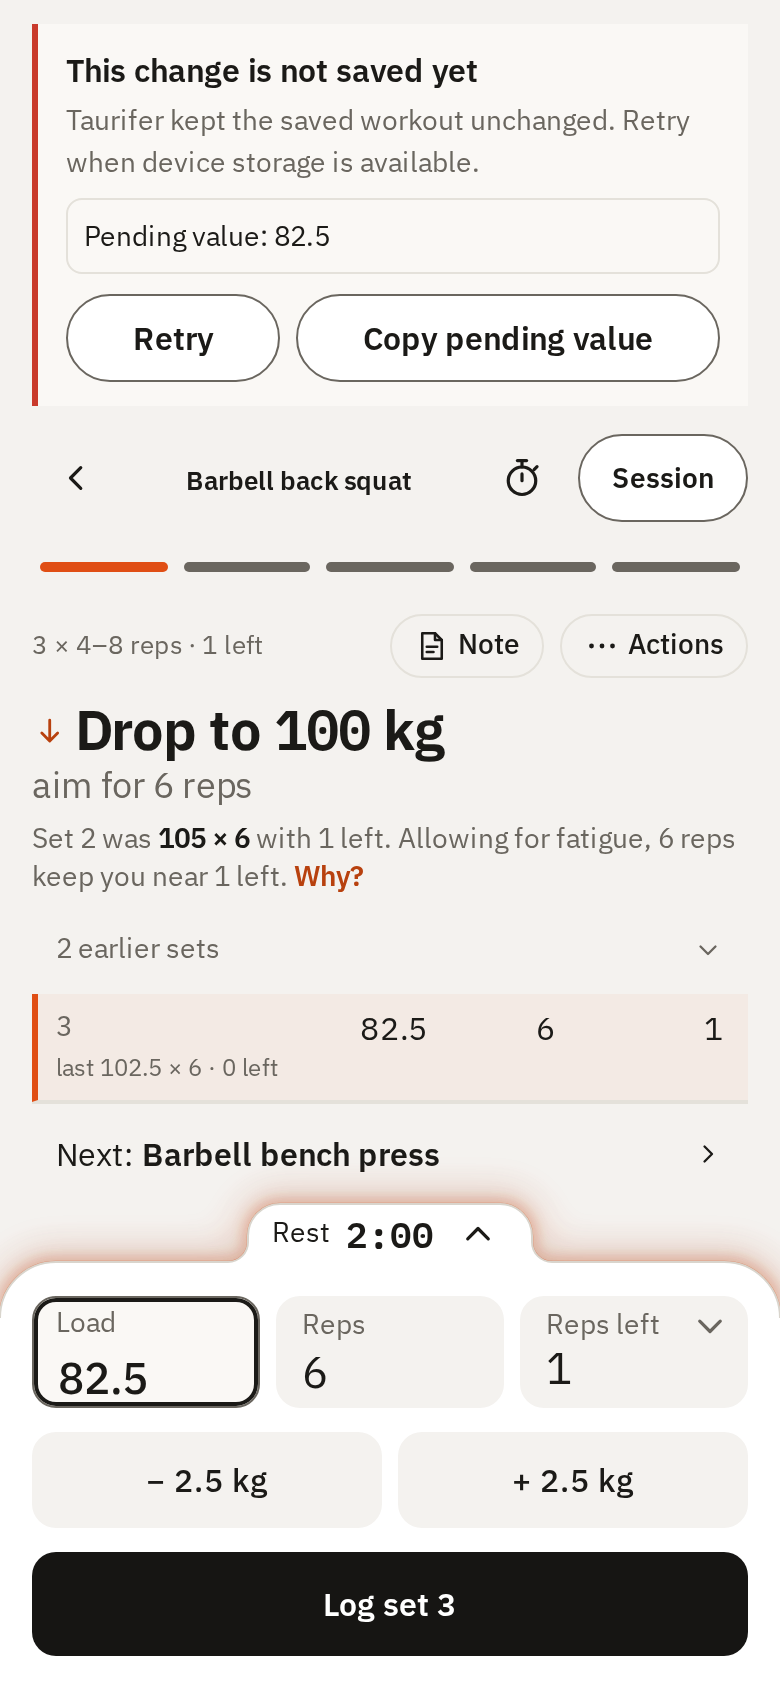 This change is not saved yet
Taurifer kept the saved workout unchanged. Retry
when device storage is available.
Pending value: 82.5
Retry
Copy pending value
Barbell back squat
Session
3 × 4–8 reps · 1 left
Note
Actions
Drop to 100 kg
aim for 6 reps
Set 2 was 105 × 6 with 1 left. Allowing for fatigue, 6 reps
keep you near 1 left. Why?
2 earlier sets
3 82.5 6 1
last 102.5 × 6 · 0 left
Next: Barbell bench press
Rest 2:00
Load
82.5
Reps
6
Reps left
1
− 2.5 kg
+ 2.5 kg
Log set 3